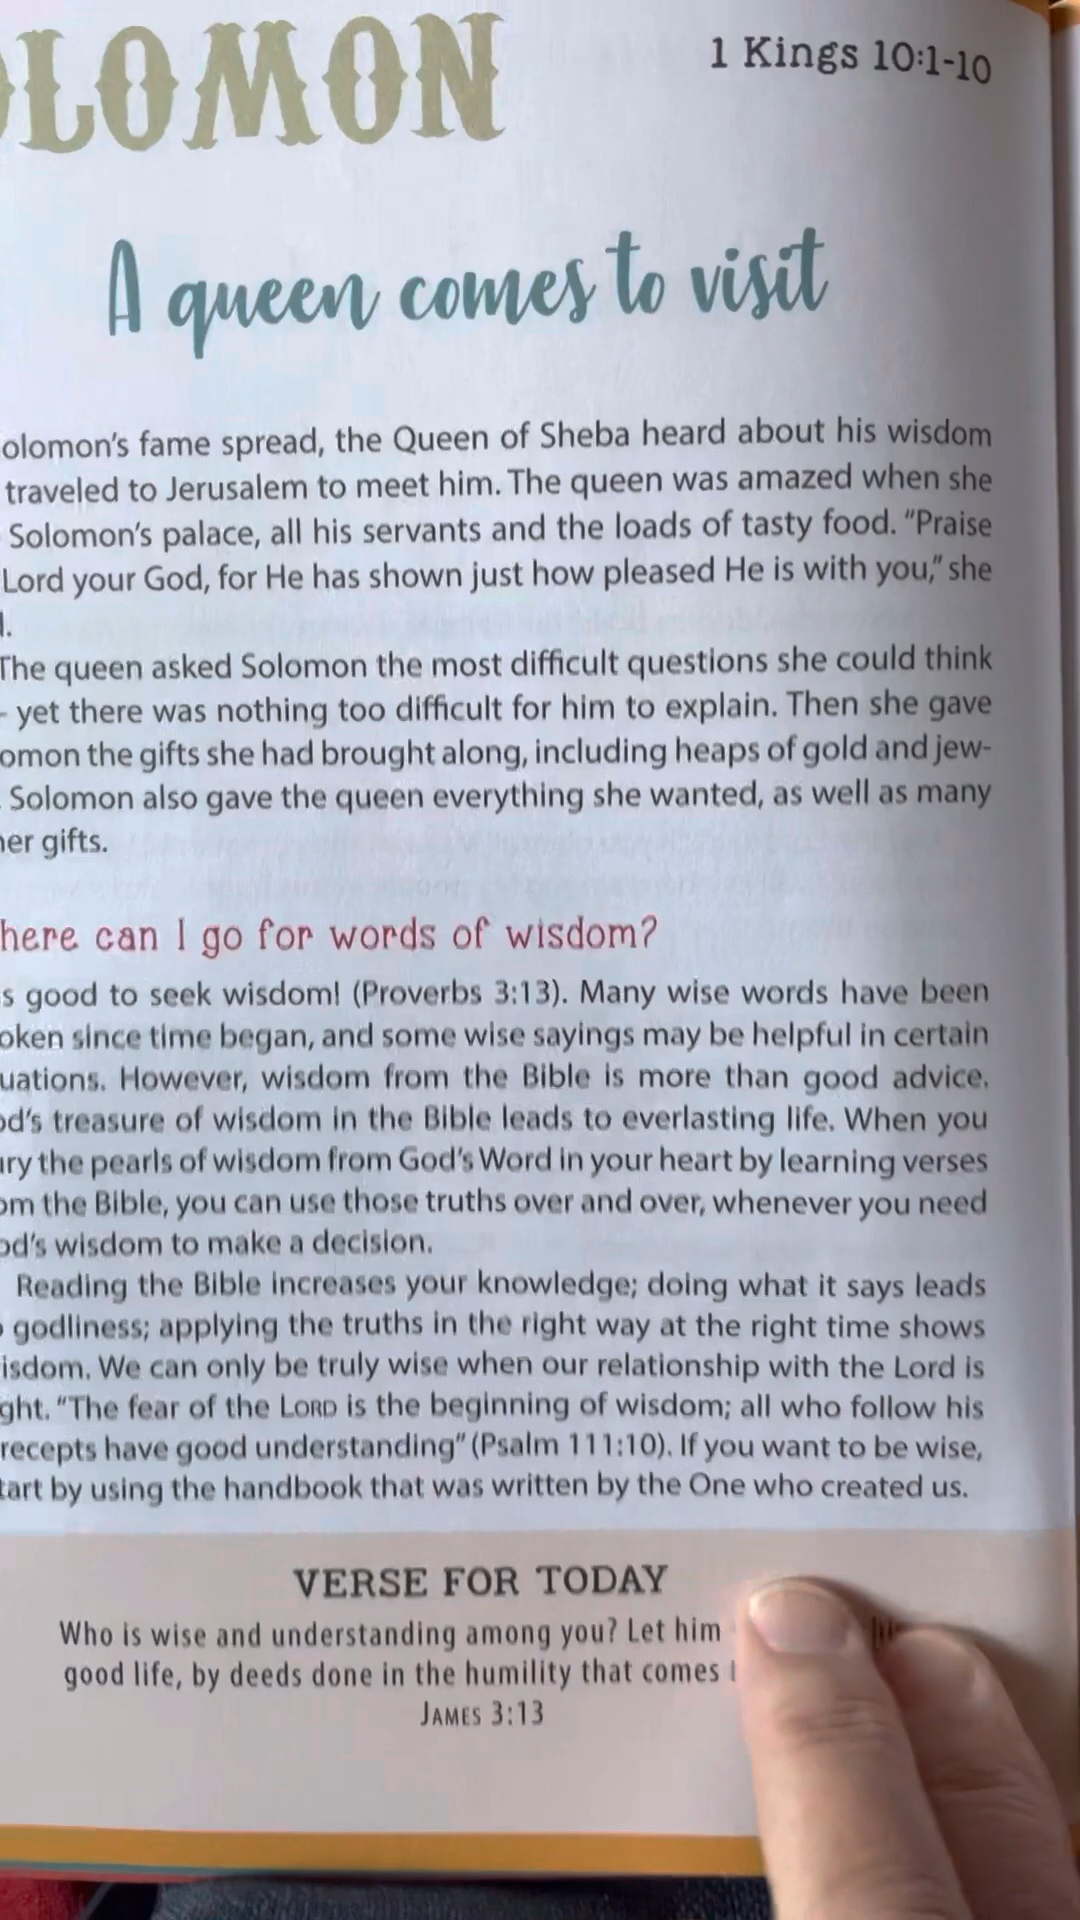 OLOMON
1 Kings 10:1-10
A queen comes to visit
olomon's fame spread, the Queen of Sheba heard about his wisdom
traveled to Jerusalem to meet him. The queen was amazed when she
Solomon's palace, all his servants and the loads of tasty food. "Praise
Lord your God, for He has shown just how pleased He is with you," she
The queen asked Solomon the most difficult questions she could think
- yet there was nothing too difficult for him to explain. Then she gave
omon the gifts she had brought along, including heaps of gold and jew-
. Solomon also gave the queen everything she wanted, as well as many
her gifts.
here can I go for words of wisdom?
s good to seek wisdom! (Proverbs 3:13). Many wise words have been
oken since time began, and some wise sayings may be helpful in certain
uations. However, wisdom from the Bible is more than good advice.
od's treasure of wisdom in the Bible leads to everlasting life. When you
ury the pearls of wisdom from God's Word in your heart by learning verses
om the Bible, you can use those truths over and over, whenever you need
od's wisdom to make a decision.
Reading the Bible increases your knowledge; doing what it says leads
o godliness; applying the truths in the right way at the right time shows
isdom. We can only be truly wise when our relationship with the Lord is
ght. "The fear of the LORD is the beginning of wisdom; all who follow his
recepts have good understanding" (Psalm 111:10). If you want to be wise,
tart by using the handbook that was written by the One who created us.
VERSE FOR TODAY
Who is wise and understanding among you? Let him
good life, by deeds done in the humility that comes
JAMES 3:13